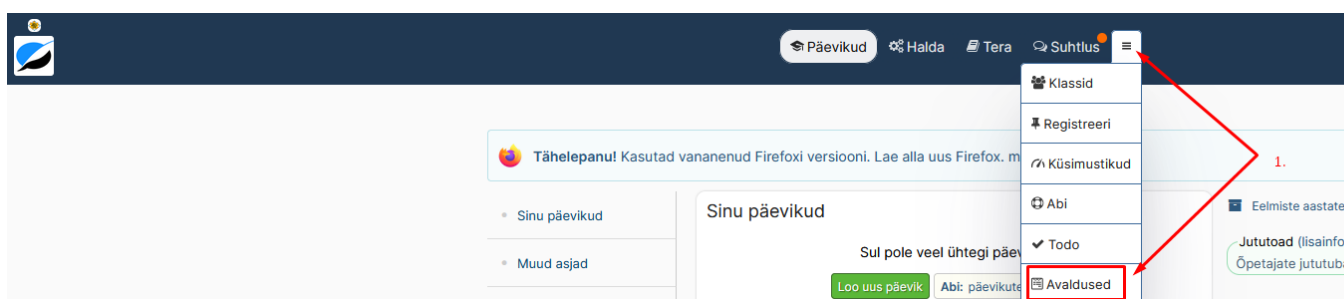 Päevikud Halda Tera Suhtlus
Klassid
Registreeri
Tähelepanu! Kasutad vananenud Firefoxi versiooni. Lae alla uus Firefox. m
Küsimustikud
1.
Sinu päevikud
Sinu päevikud
Abi
Eelmiste aastate
Sul pole veel ühtegi päev
Todo
Jututoad (lisainfo
Muud asjad
Õpetajate jututuba
Loo uus päevik
Abi: päevikute
Avaldused